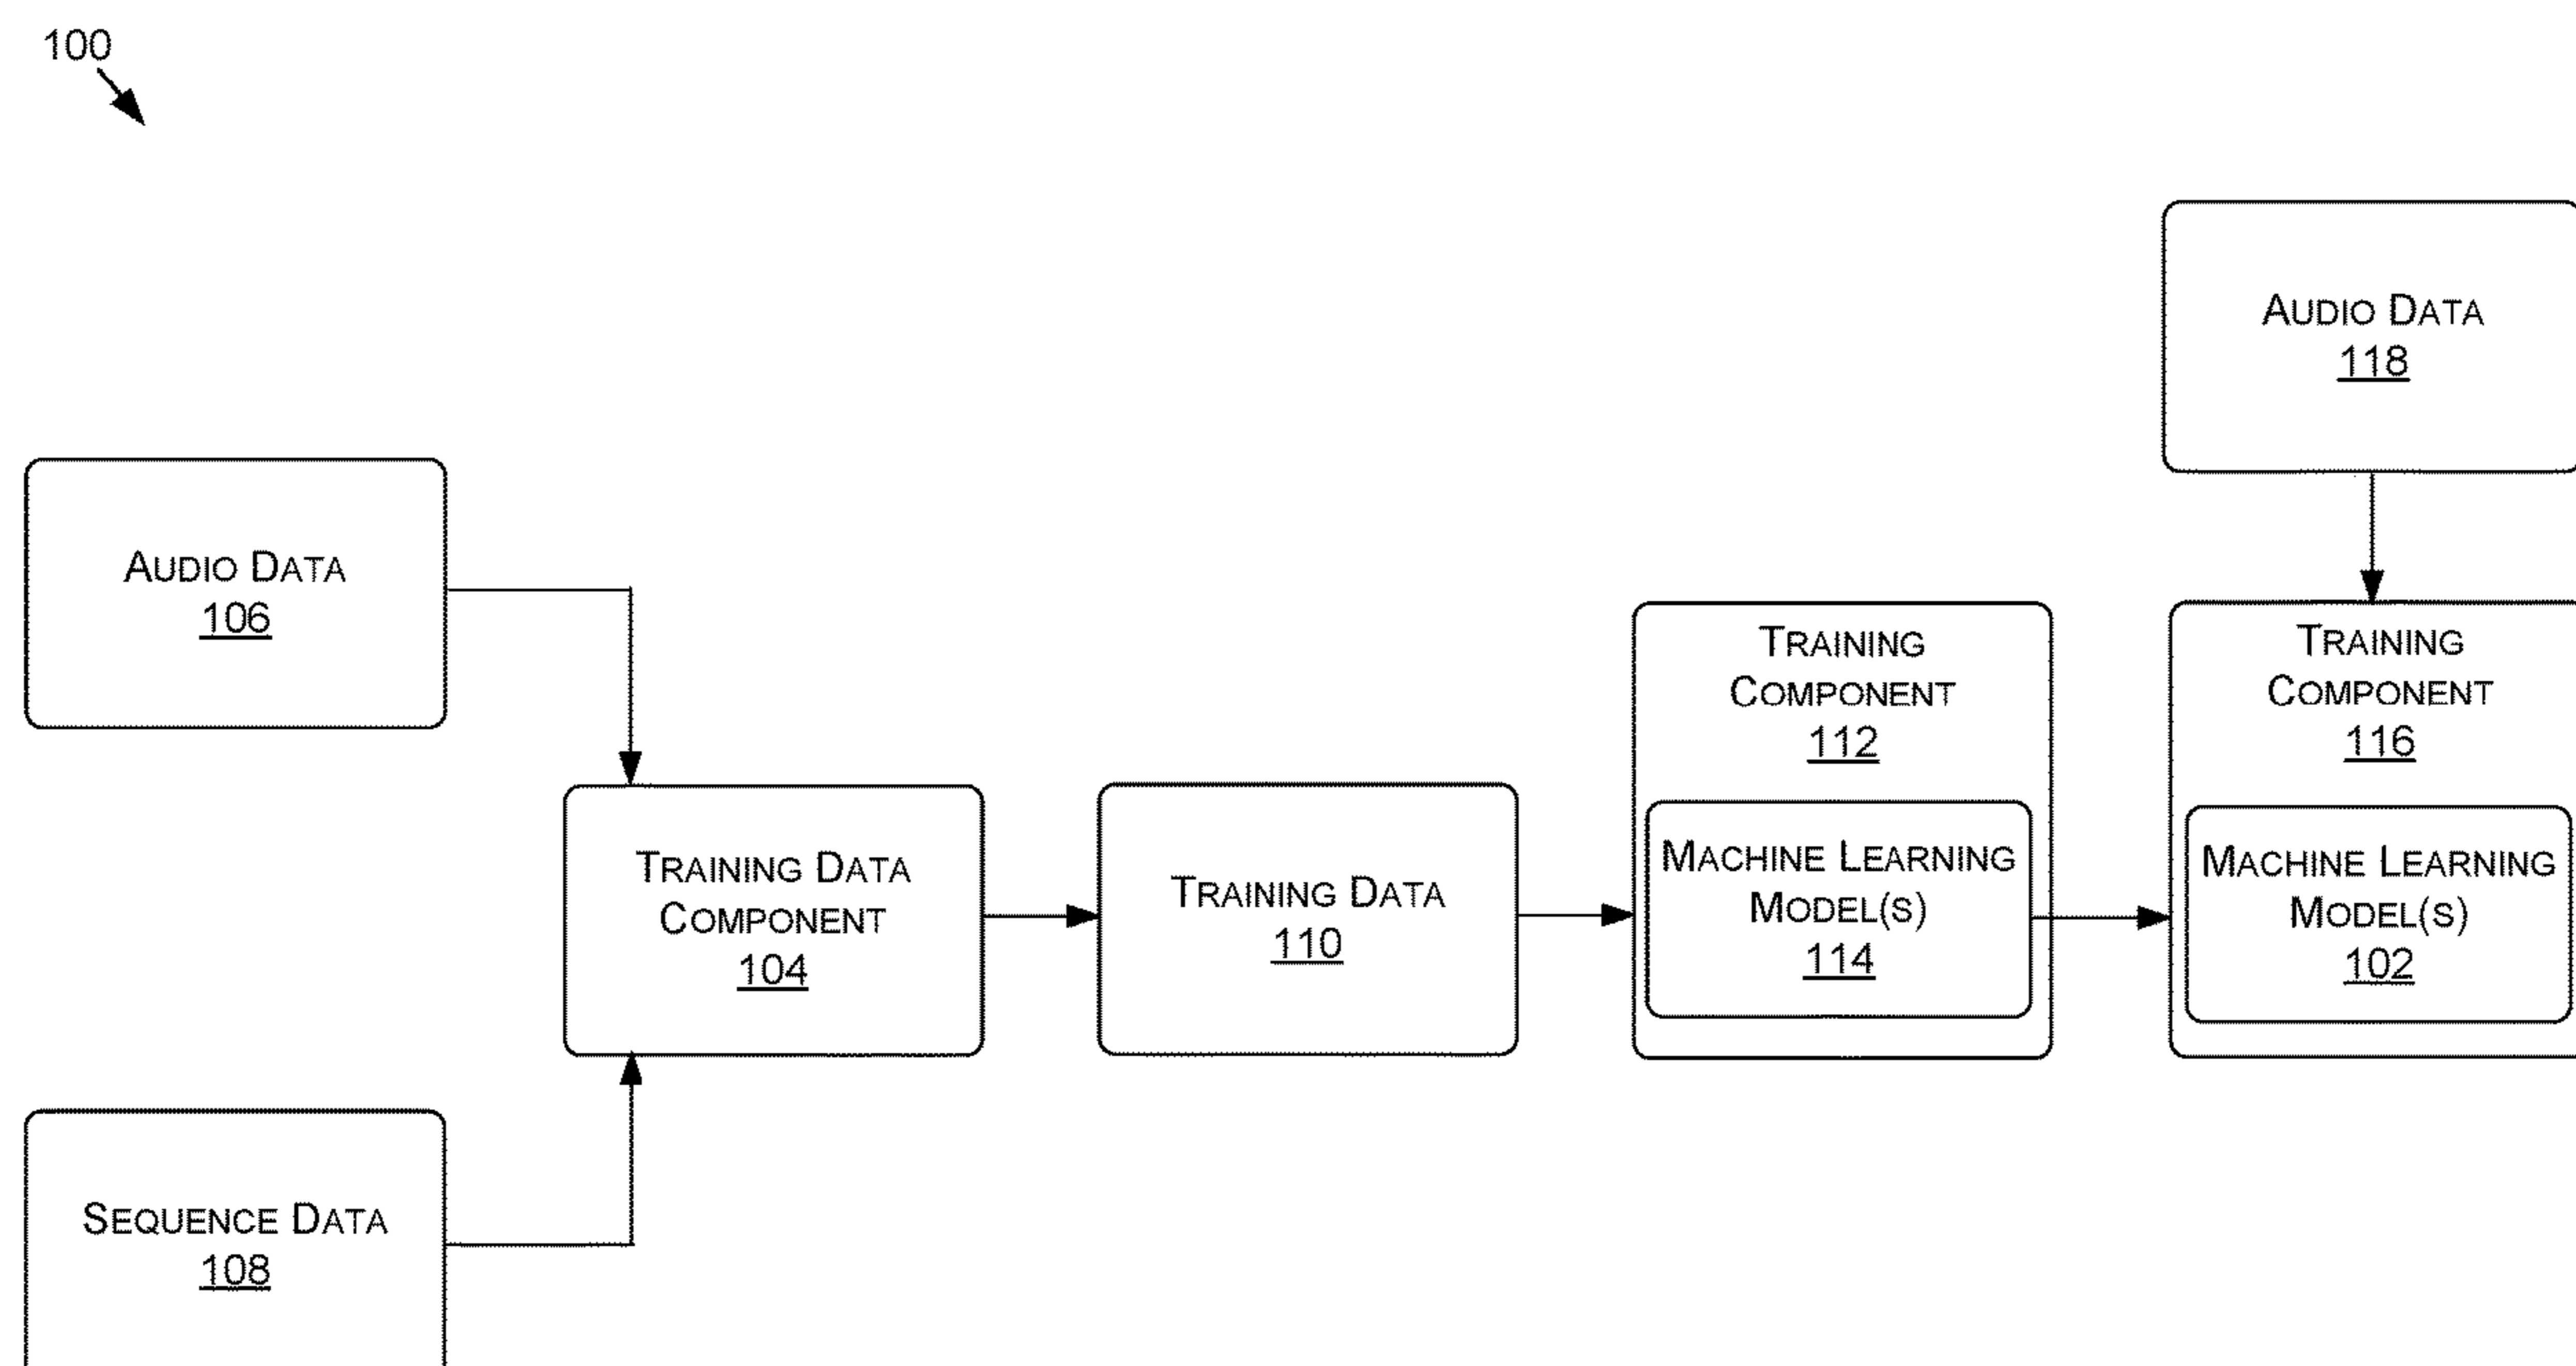 100
AUDIO DATA
118
AUDIO DATA
106
TRAINING
COMPONENT
112
TRAINING
COMPONENT
116
TRAINING DATA
COMPONENT
104
TRAINING DATA
110
MACHINE LEARNING
MODEL(S)
114
MACHINE LEARNING
MODEL(S)
102
SEQUENCE DATA
108